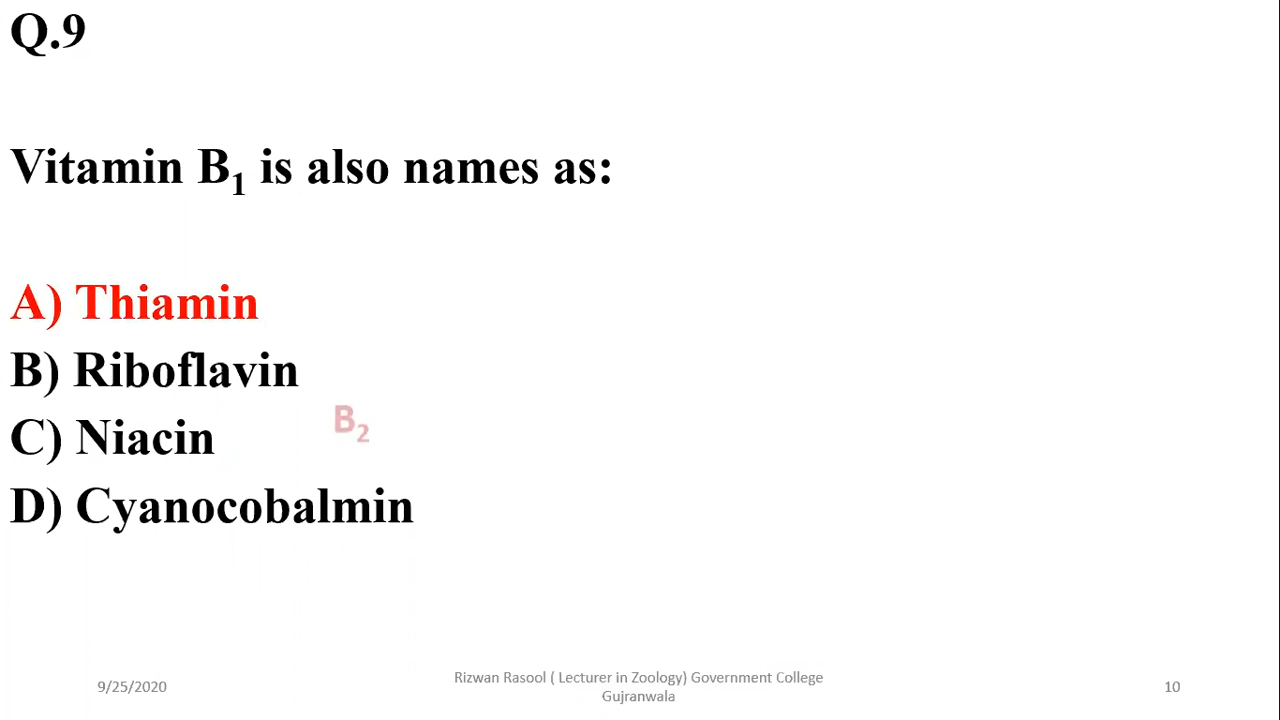 Q.9
Vitamin B₁ is also names as:
A) Thiamin
B) Riboflavin
B₂
C) Niacin
D) Cyanocobalmin
9/25/2020
Rizwan Rasool ( Lecturer in Zoology) Government College
Gujranwala
10